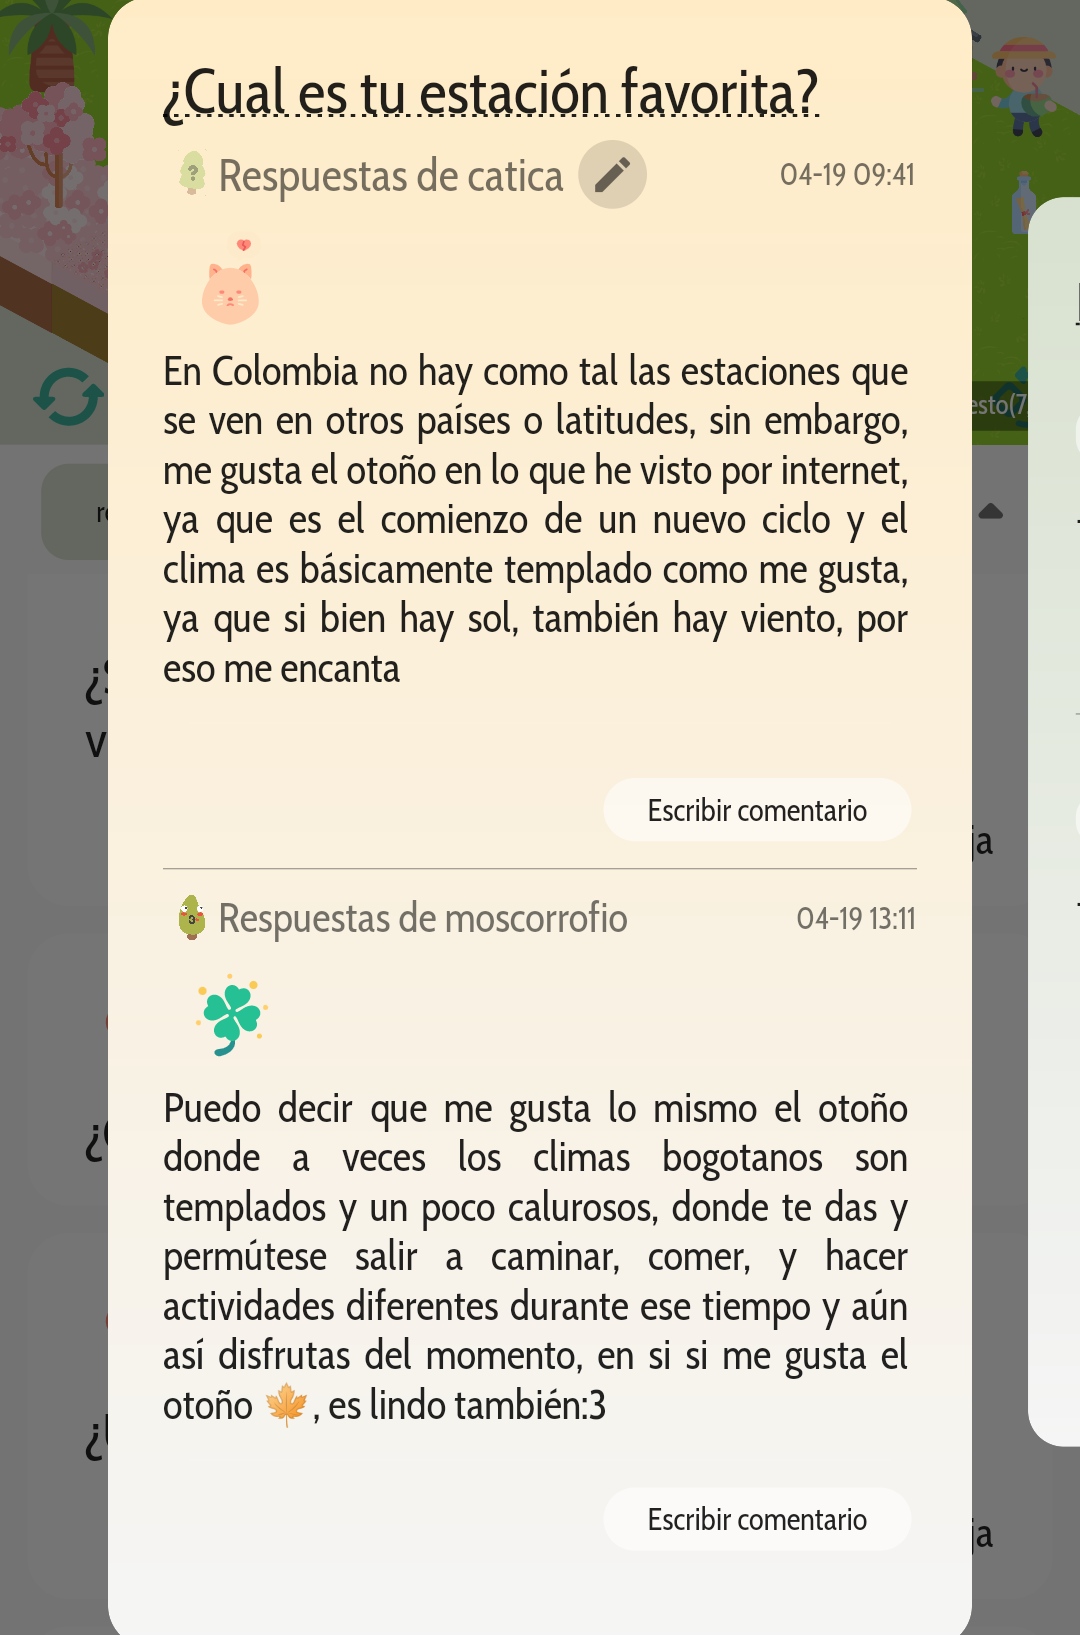 ¿Cual es tu estación favorita?
Respuestas de catica
04-19 09:41
En Colombia no hay como tal las estaciones que
se ven en otros países o latitudes, sin embargo,
me gusta el otoño en lo que he visto por internet,
ya que es el comienzo de un nuevo ciclo y el
clima es básicamente templado como me gusta,
ya que si bien hay sol, también hay viento, por
eso me encanta
Escribir comentario
Respuestas de moscorrofio
04-19 13:11
Puedo decir que me gusta lo mismo el otoño
donde a veces los climas bogotanos son
templados y un poco calurosos, donde te das y
permútese salir a caminar, comer, y hacer
actividades diferentes durante ese tiempo y aún
así disfrutas del momento, en si si me gusta el
otoño 🍁, es lindo también:3
Escribir comentario